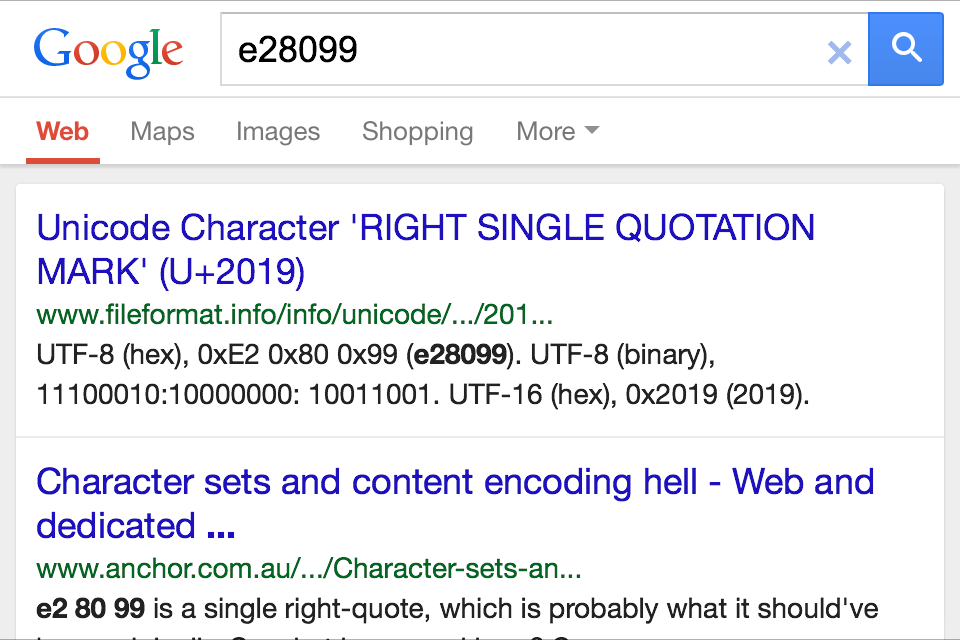 Google e28099
Web Maps Images Shopping More
Unicode Character 'RIGHT SINGLE QUOTATION
MARK' (U+2019)
www.fileformat.info/info/unicode/.../201...
UTF-8 (hex), 0xE2 0x80 0x99 (e28099). UTF-8 (binary),
11100010:10000000: 10011001. UTF-16 (hex), 0x2019 (2019).
Character sets and content encoding hell - Web and
dedicated ...
www.anchor.com.au/.../Character-sets-an...
e2 80 99 is a single right-quote, which is probably what it should've